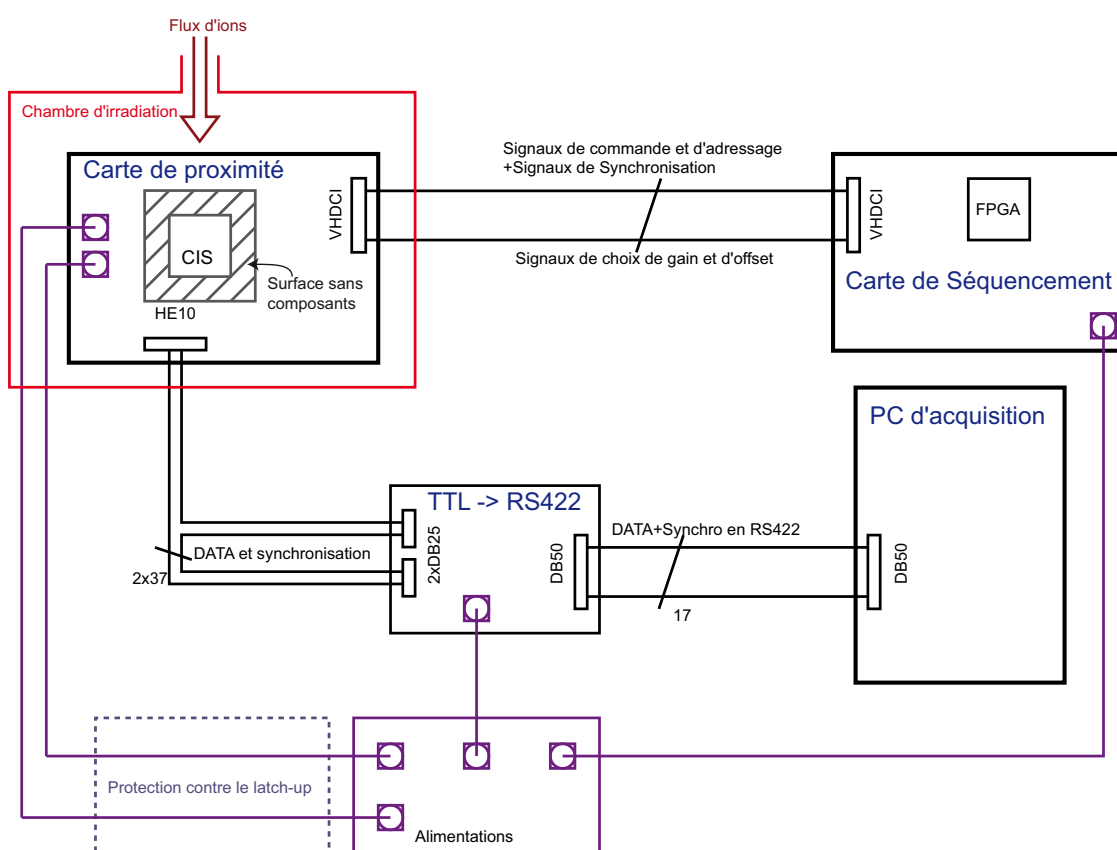 Flux d'ions
Chambre d'irradiation
Carte de proximité
VHDCI
CIS
Surface sans
composants
HE10
Signaux de commande et d'adressage
+Signaux de Synchronisation
Signaux de choix de gain et d'offset
VHDCI
FPGA
Carte de Séquencement
PC d'acquisition
TTL -> RS422
DATA et synchronisation
2x37
2xDB25
DB50
DATA+Synchro en RS422
17
DB50
Protection contre le latch-up
Alimentations